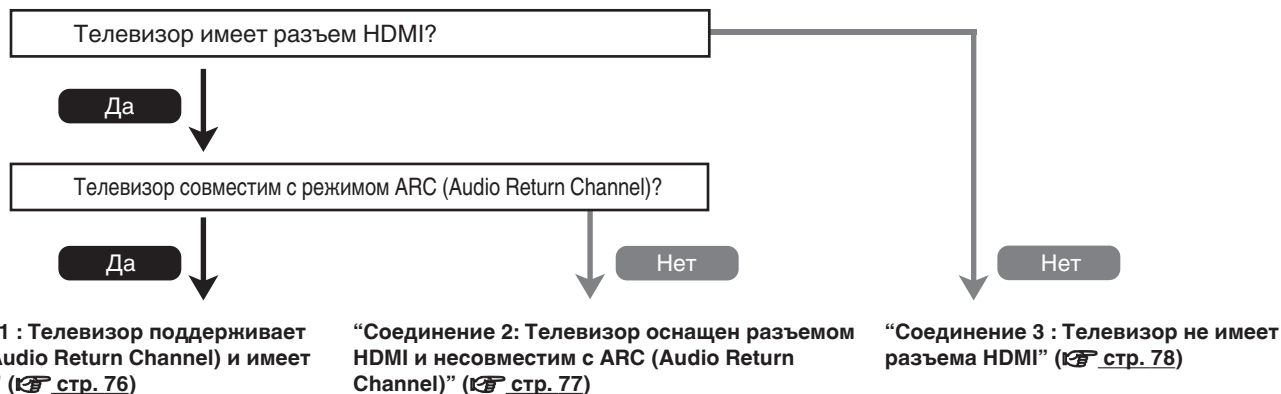 Телевизор имеет разъем HDMI?
Да
Телевизор совместим с режимом ARC (Audio Return Channel)?
Да
Нет
Нет
1 : Телевизор поддерживает
Audio Return Channel) и имеет
” (☞ стр. 76)
“Соединение 2: Телевизор оснащен разъемом
HDMI и несовместим с ARC (Audio Return
Channel)” (☞ стр. 77)
“Соединение 3 : Телевизор не имеет
разъема HDMI” (☞ стр. 78)